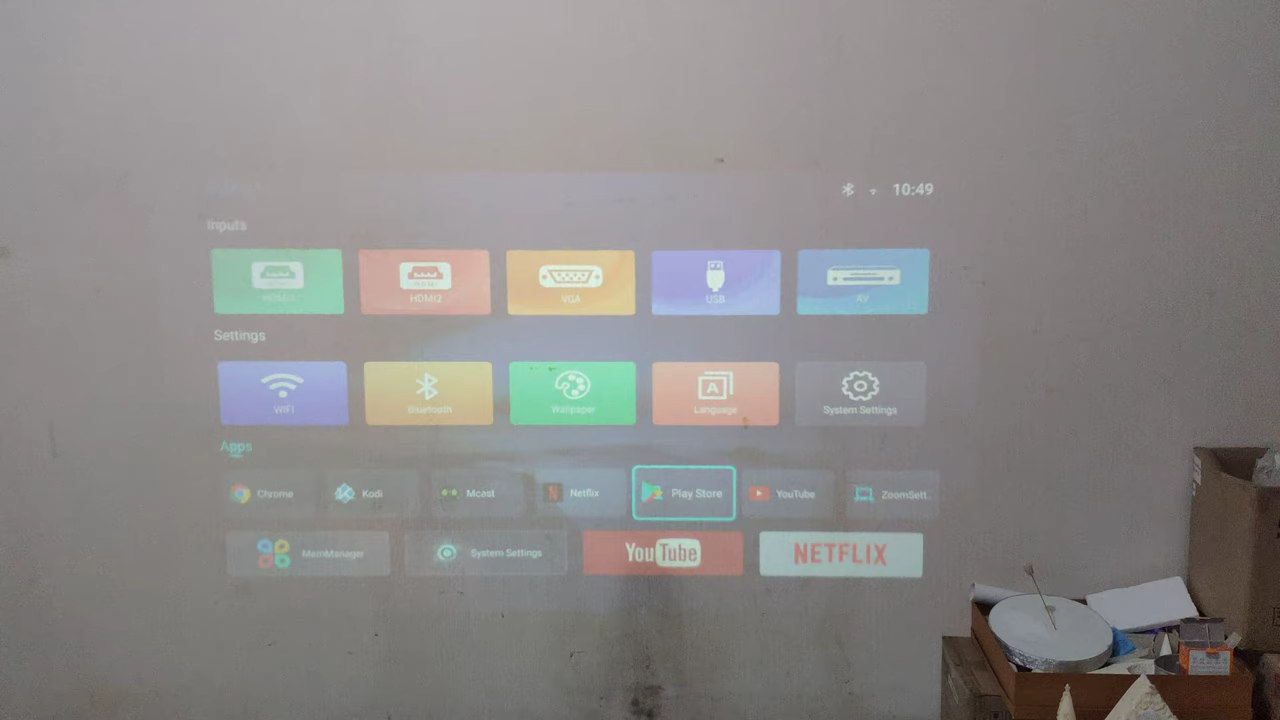 10:49
Inputs
HDMI2 VGA USB AV
Settings
WiFi Bluetooth Wallpaper Language System Settings
Apps
Chrome Kodi Mcast Netflix Play Store YouTube ZoomSett..
MemManager System Settings YouTube NETFLIX